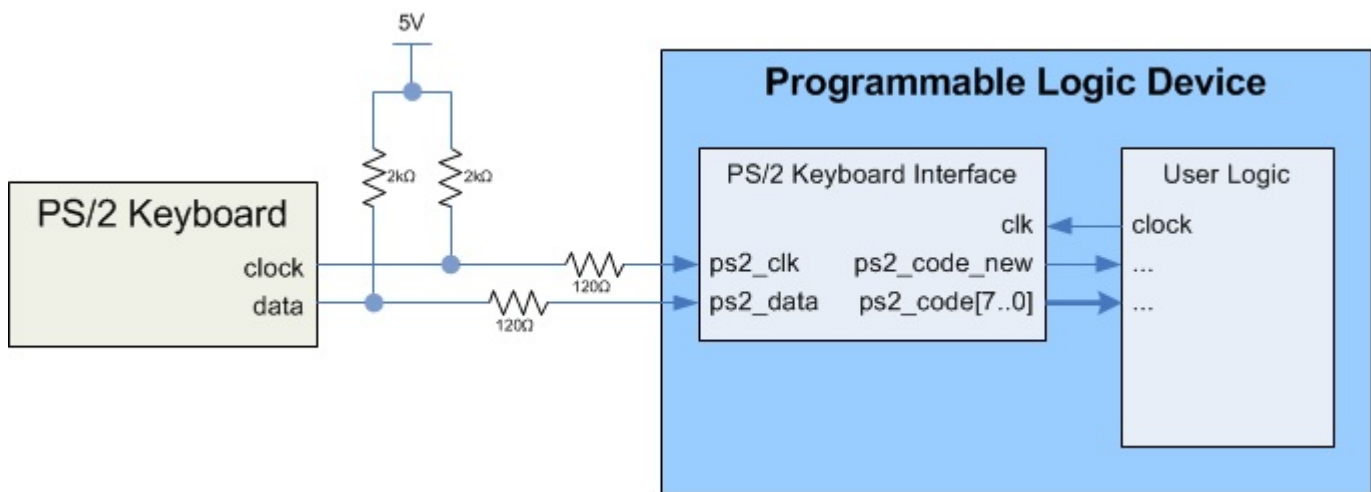 5V
Programmable Logic Device
2kΩ
2kΩ
PS/2 Keyboard
clock
data
120Ω
120Ω
PS/2 Keyboard Interface
clk
ps2_clk
ps2_code_new
ps2_data
ps2_code[7..0]
User Logic
clock
...
...